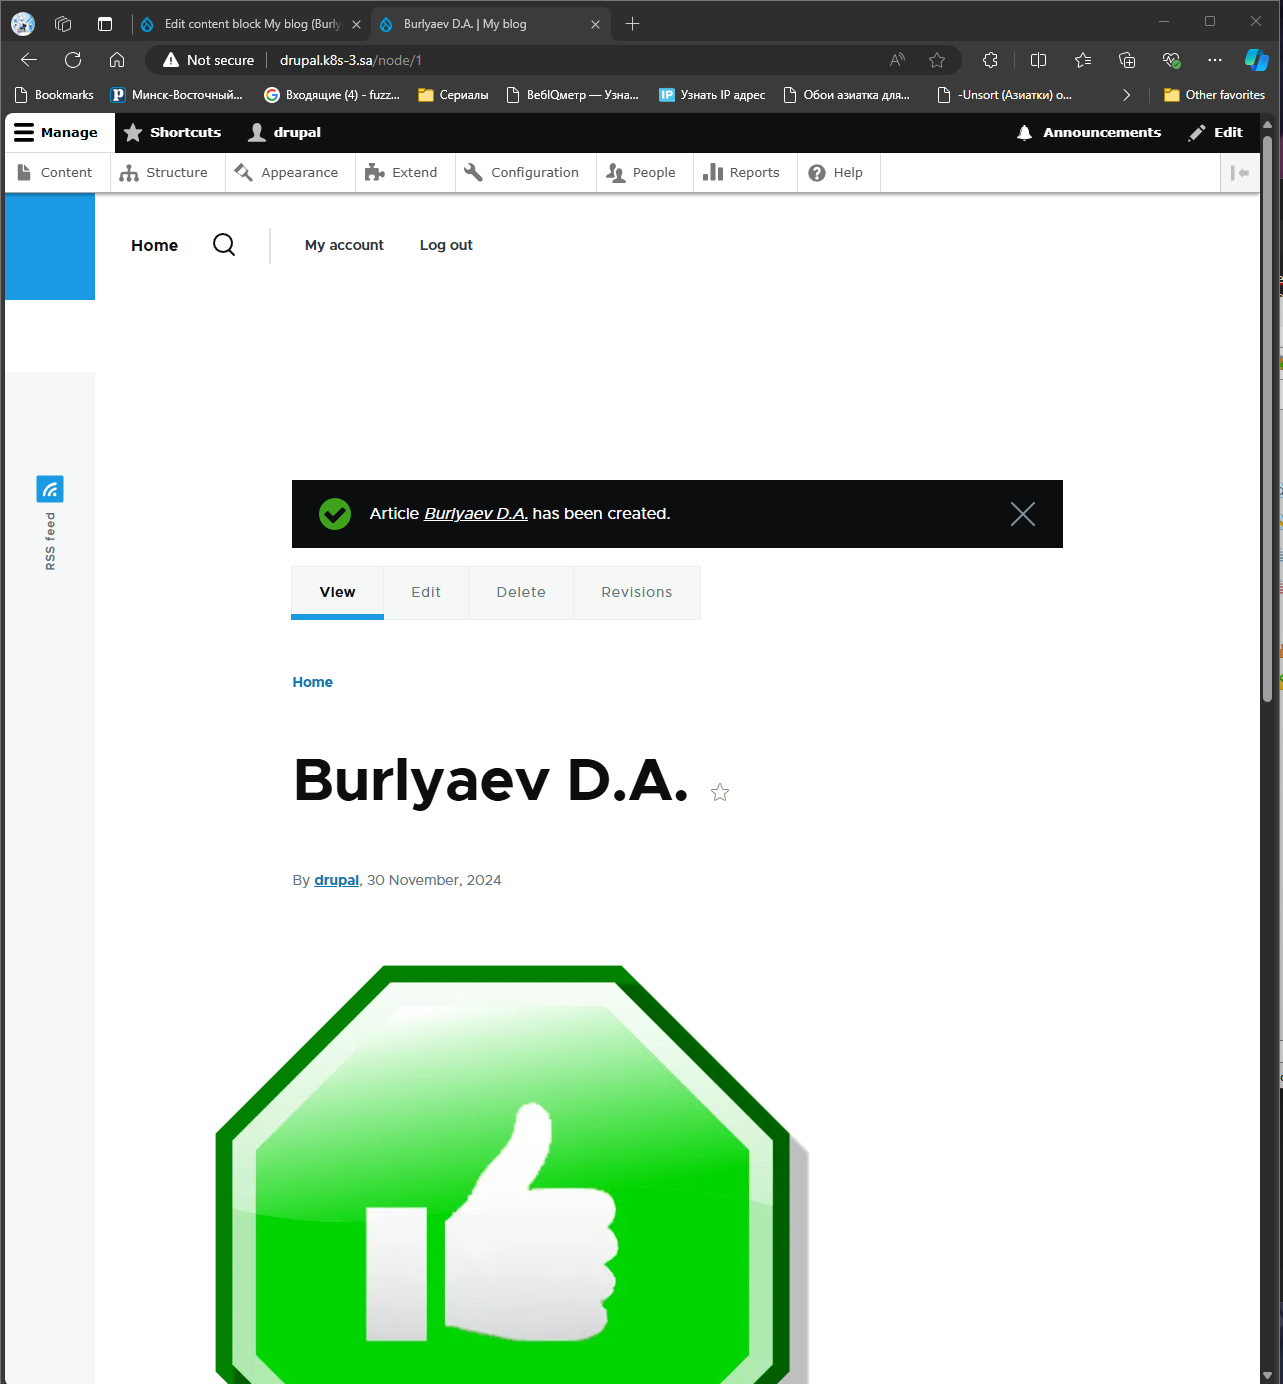 Edit content block My blog (Burly
Burlyaev D.A. | My blog
Not secure
drupal.k8s-3.sa/node/1
Bookmarks
Минск-Восточный...
Входящие (4) - fuzz...
Сериалы
ВебIQметр — Узна...
IP
Узнать IP адрес
Обои азиатка для...
-Unsort (Азиатки) о...
Other favorites
Manage
Shortcuts
drupal
Announcements
Edit
Content
Structure
Appearance
Extend
Configuration
People
Reports
Help
Home
My account
Log out
RSS feed
Article Burlyaev D.A. has been created.
View
Edit
Delete
Revisions
Home
Burlyaev D.A.
By drupal, 30 November, 2024